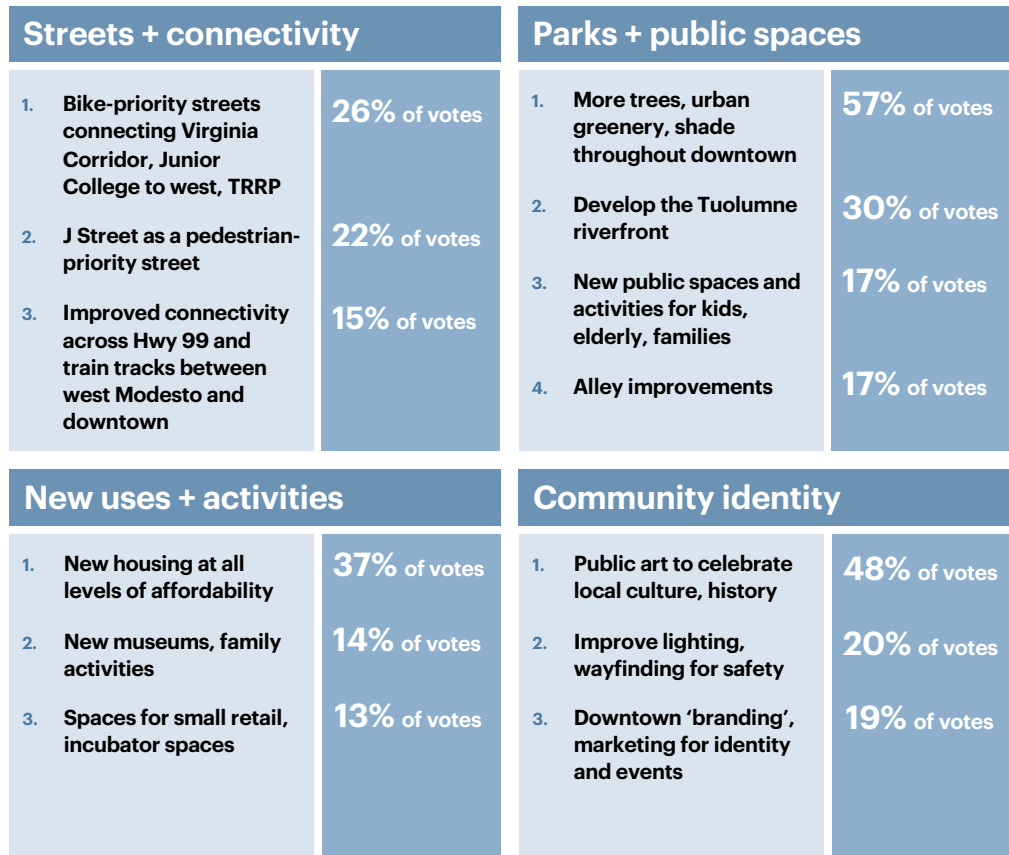 Streets + connectivity
1. Bike-priority streets
connecting Virginia
Corridor, Junior
College to west, TRRP
26% of votes
2. J Street as a pedestrian-
priority street
22% of votes
3. Improved connectivity
across Hwy 99 and
train tracks between
west Modesto and
downtown
15% of votes
Parks + public spaces
1. More trees, urban
greenery, shade
throughout downtown
57% of votes
2. Develop the Tuolumne
riverfront
30% of votes
3. New public spaces and
activities for kids,
elderly, families
17% of votes
4. Alley improvements
17% of votes
New uses + activities
1. New housing at all
levels of affordability
37% of votes
2. New museums, family
activities
14% of votes
3. Spaces for small retail,
incubator spaces
13% of votes
Community identity
1. Public art to celebrate
local culture, history
48% of votes
2. Improve lighting,
wayfinding for safety
20% of votes
3. Downtown ‘branding’,
marketing for identity
and events
19% of votes